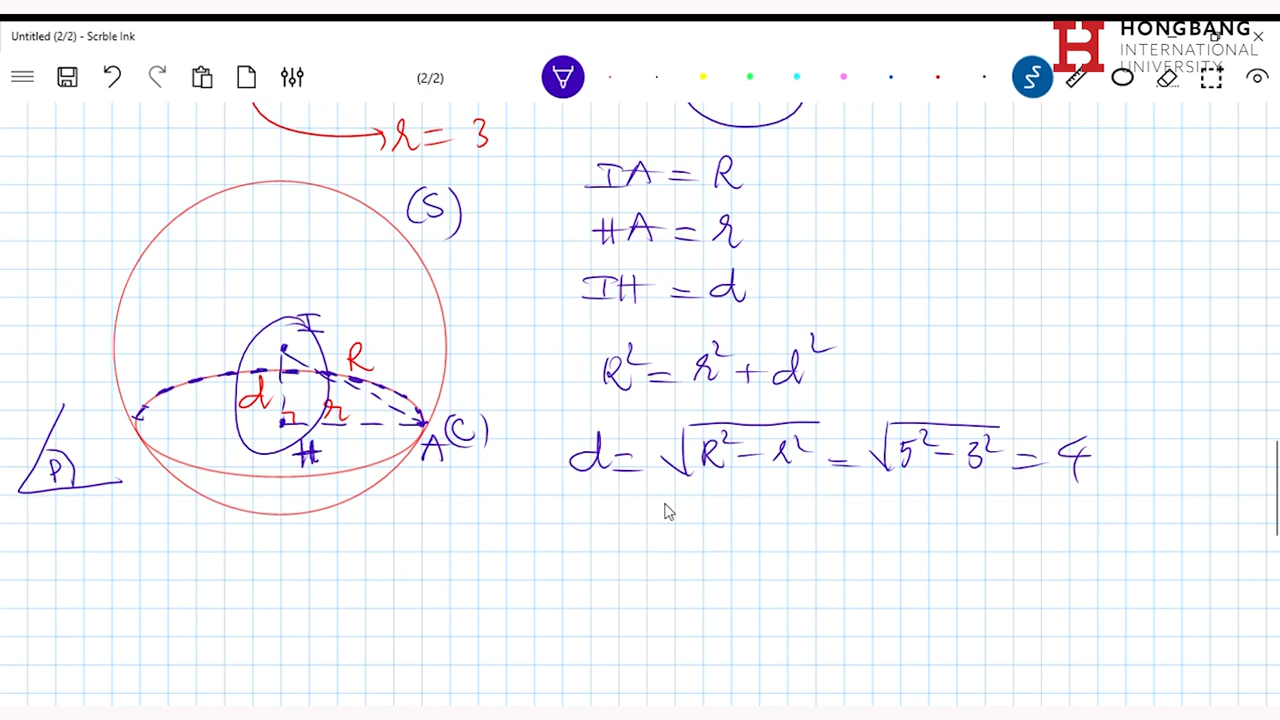 Untitled (2/2) - Scrble Ink
HONGBANG
INTERNATIONAL
UNIVERSITY
(2/2)
r = 3
(S)
IA = R
HA = r
IH = d
I
R
R² = r² + d²
d
r
H
A
(C)
P
d = √R² - r² = √5² - 3² = 4